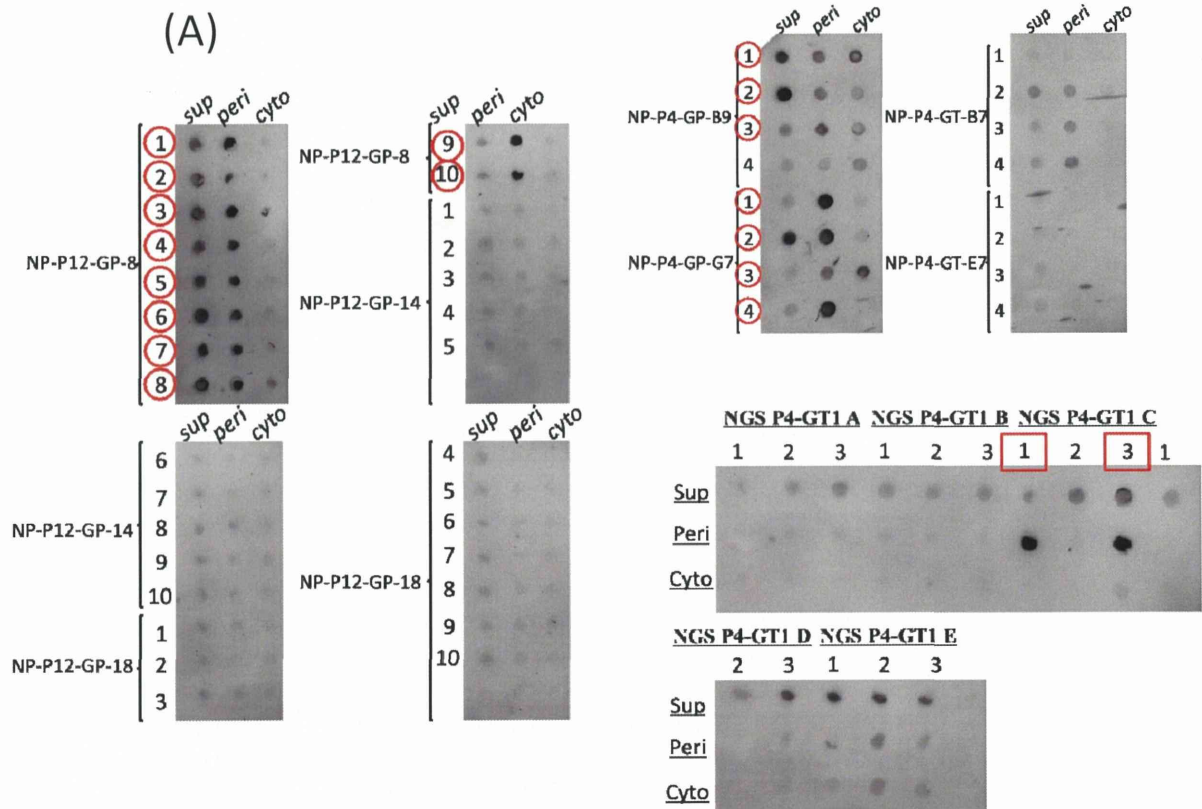 (A)
sup peri cyto
NP-P12-GP-8
1
2
3
4
5
6
7
8
sup peri cyto
NP-P12-GP-8
9
10
NP-P12-GP-14
1
2
3
4
5
sup peri cyto
NP-P12-GP-14
6
7
8
9
10
NP-P12-GP-18
1
2
3
sup peri cyto
NP-P12-GP-18
4
5
6
7
8
9
10
sup peri cyto
NP-P4-GP-B9
1
2
3
4
NP-P4-GP-G7
1
2
3
4
sup peri cyto
NP-P4-GT-B7
1
2
3
4
NP-P4-GT-E7
1
2
3
4
NGS P4-GT1 A NGS P4-GT1 B NGS P4-GT1 C
1 2 3 1 2 3 1 2 3 1
Sup
Peri
Cyto
NGS P4-GT1 D NGS P4-GT1 E
2 3 1 2 3
Sup
Peri
Cyto